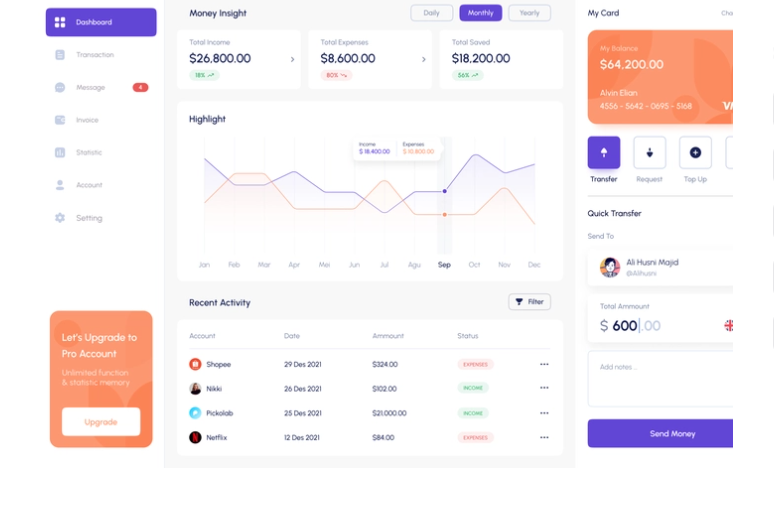 Dashboard
Transaction
Message 4
Invoice
Statistic
Account
Setting
Let's Upgrade to
Pro Account
Unlimited function
& statistic memory
Upgrade
Money Insight
Daily Monthly Yearly
Total Income
$26,800.00
18%
Total Expenses
$8,600.00
80%
Total Saved
$18,200.00
56%
Highlight
Income Expenses
$ 18,400.00 $ 10,800.00
Jan Feb Mar Apr Mei Jun Jul Agu Sep Oct Nov Dec
Recent Activity
Filter
Account Date Ammount Status
Shopee 29 Des 2021 $324.00 EXPENSES
Nikki 26 Des 2021 $102.00 INCOME
Pickolab 25 Des 2021 $21.000.00 INCOME
Netflix 12 Des 2021 $84.00 EXPENSES
My Card
My Balance
$64,200.00
Alvin Elian
4556 - 5642 - 0695 - 5168
Transfer Request Top Up
Quick Transfer
Send To
Ali Husni Majid
@Alihusni
Total Ammount
$ 600.00
Add notes ..
Send Money